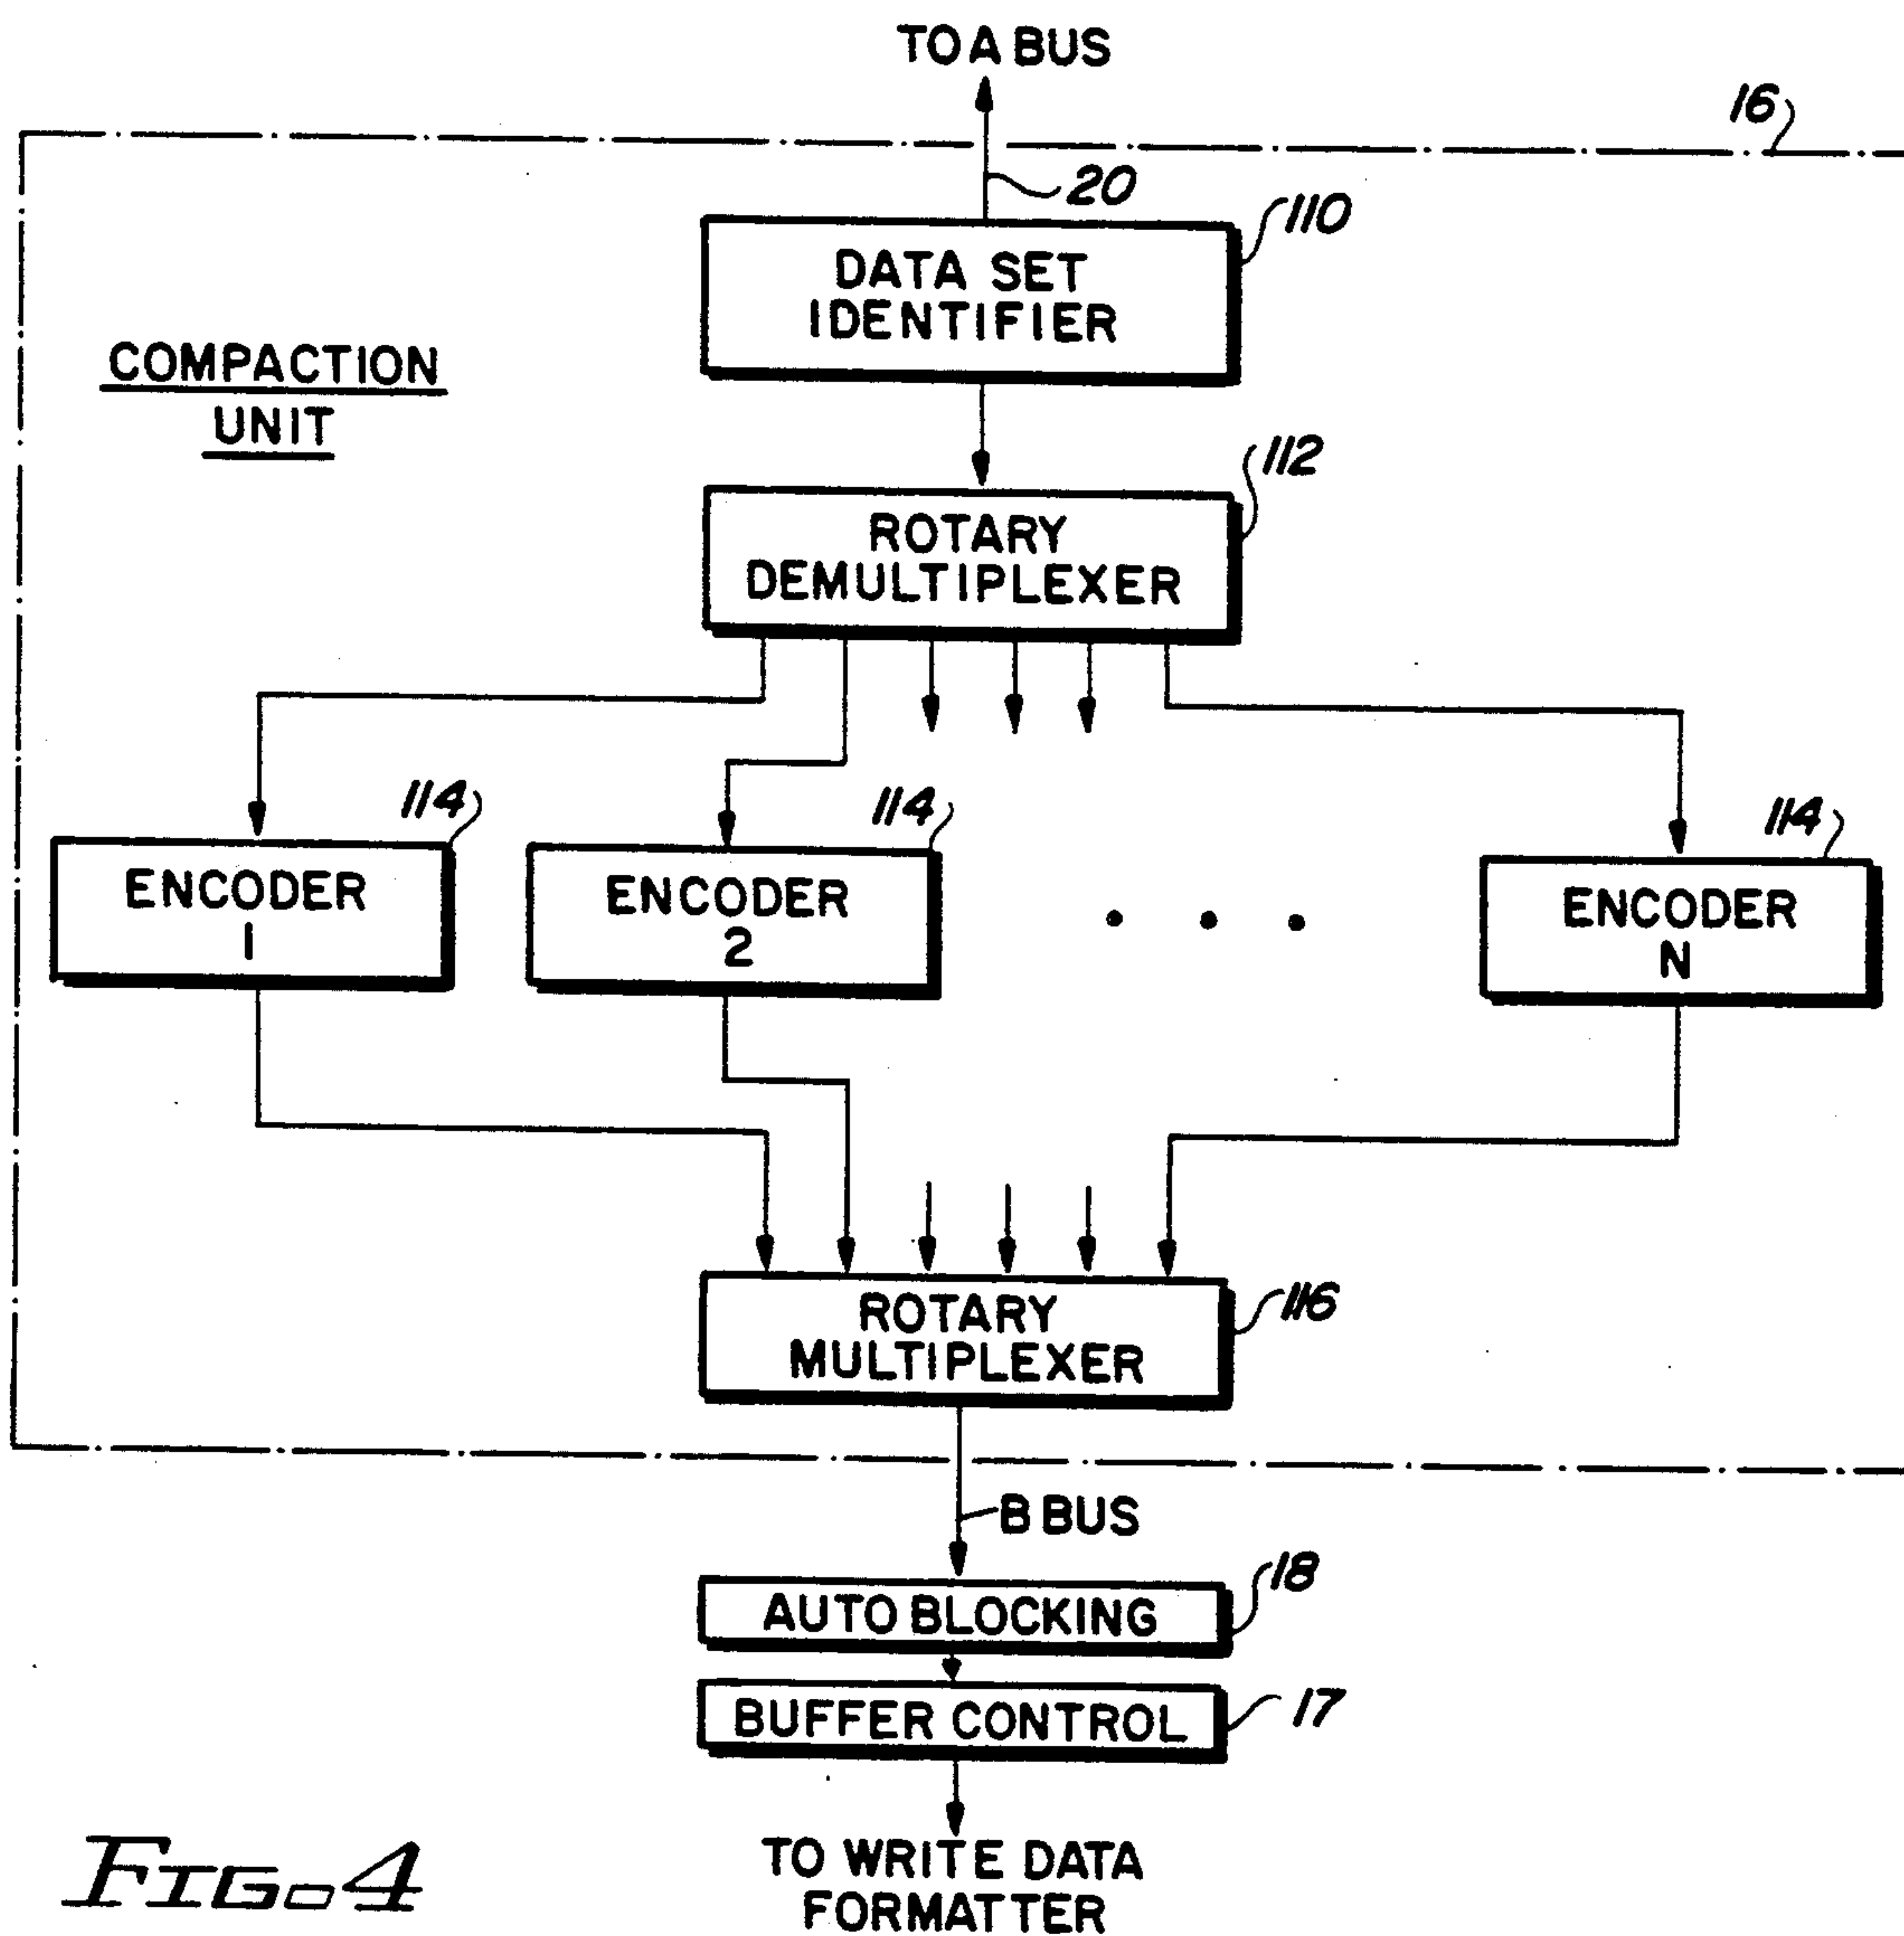 TO A BUS
16
20
110
DATA SET
IDENTIFIER
COMPACTION
UNIT
112
ROTARY
DEMULTIPLEXER
114
114
114
ENCODER
1
ENCODER
2
ENCODER
N
ROTARY
MULTIPLEXER
116
B BUS
18
AUTO BLOCKING
BUFFER CONTROL
17
TO WRITE DATA
FORMATTER
FIG. 4